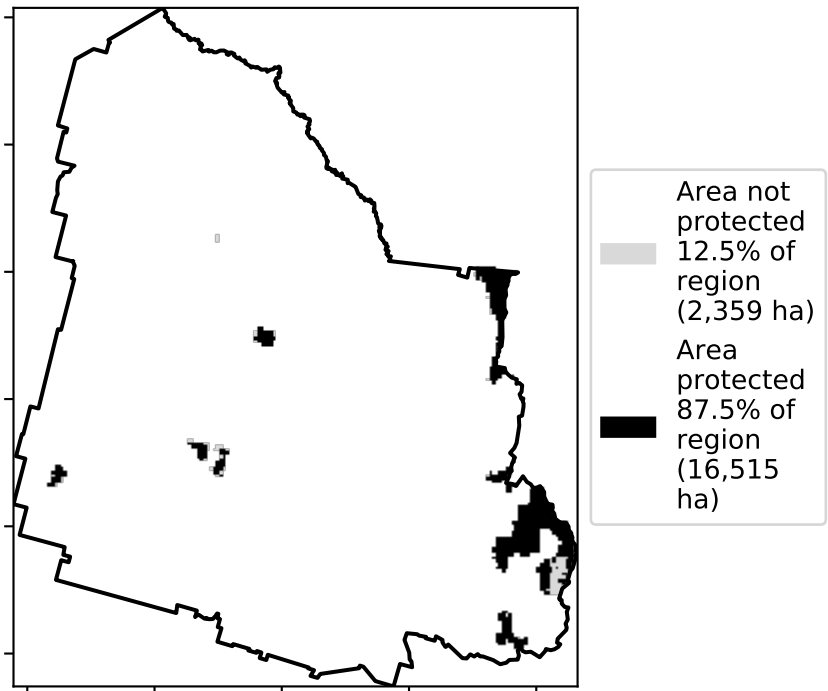 Area not
protected
12.5% of
region
(2,359 ha)
Area
protected
87.5% of
region
(16,515
ha)